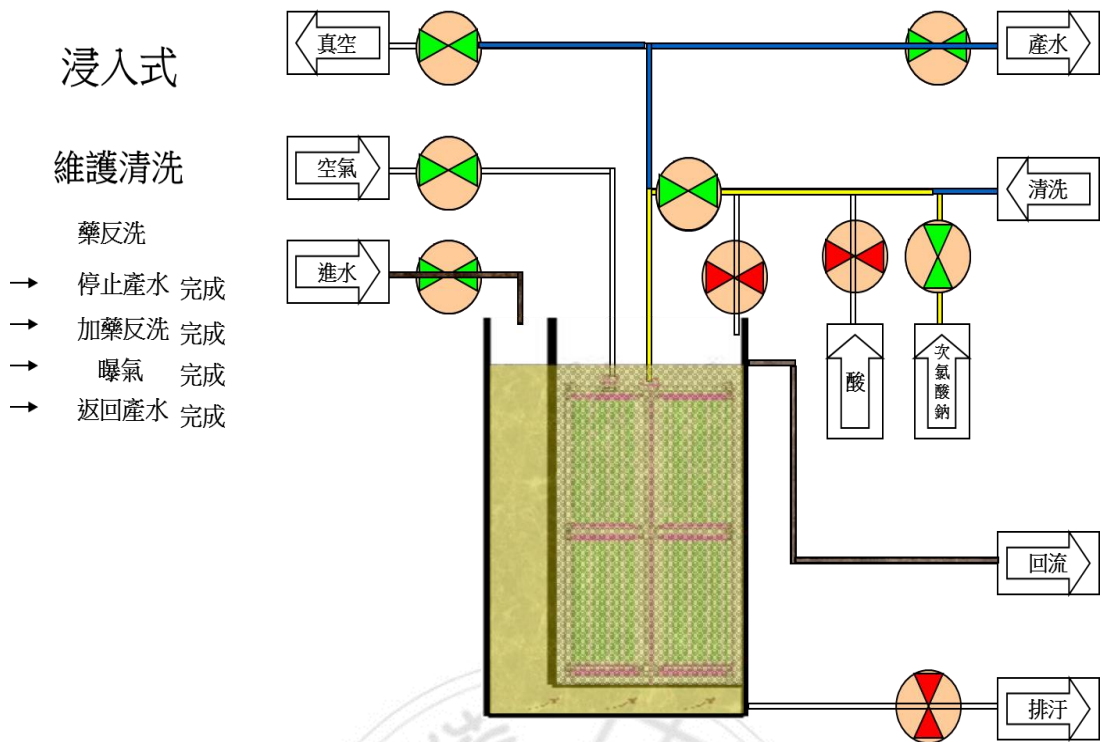 浸入式
維護清洗
藥反洗
→ 停止產水 完成
→ 加藥反洗 完成
→ 曝氣 完成
→ 返回產水 完成
真空
產水
空氣
清洗
進水
酸
次氯酸鈉
回流
排汙